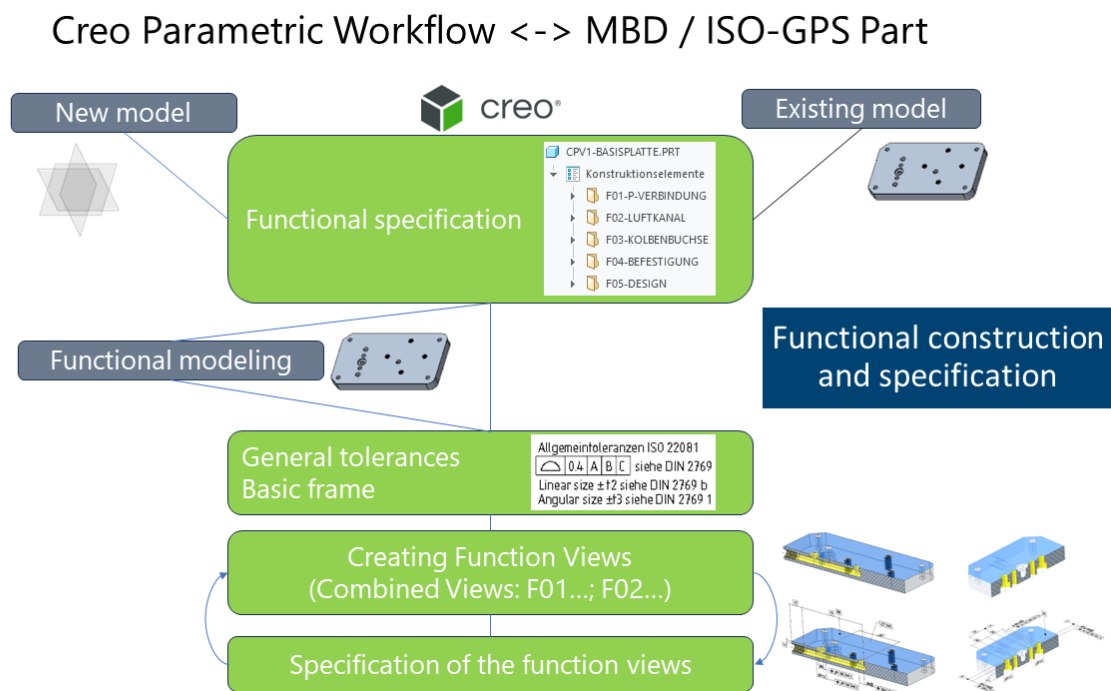 Creo Parametric Workflow <-> MBD / ISO-GPS Part
New model
creo®
Existing model
Functional specification
CPV1-BASISPLATTE.PRT
Konstruktionselemente
F01-P-VERBINDUNG
F02-LUFTKANAL
F03-KOLBENBUCHSE
F04-BEFESTIGUNG
F05-DESIGN
Functional modeling
Functional construction
and specification
General tolerances
Basic frame
Allgemeintoleranzen ISO 22081
0.4 A B C siehe DIN 2769
Linear size ±t2 siehe DIN 2769 b
Angular size ±t3 siehe DIN 2769 1
Creating Function Views
(Combined Views: F01...; F02...)
Specification of the function views